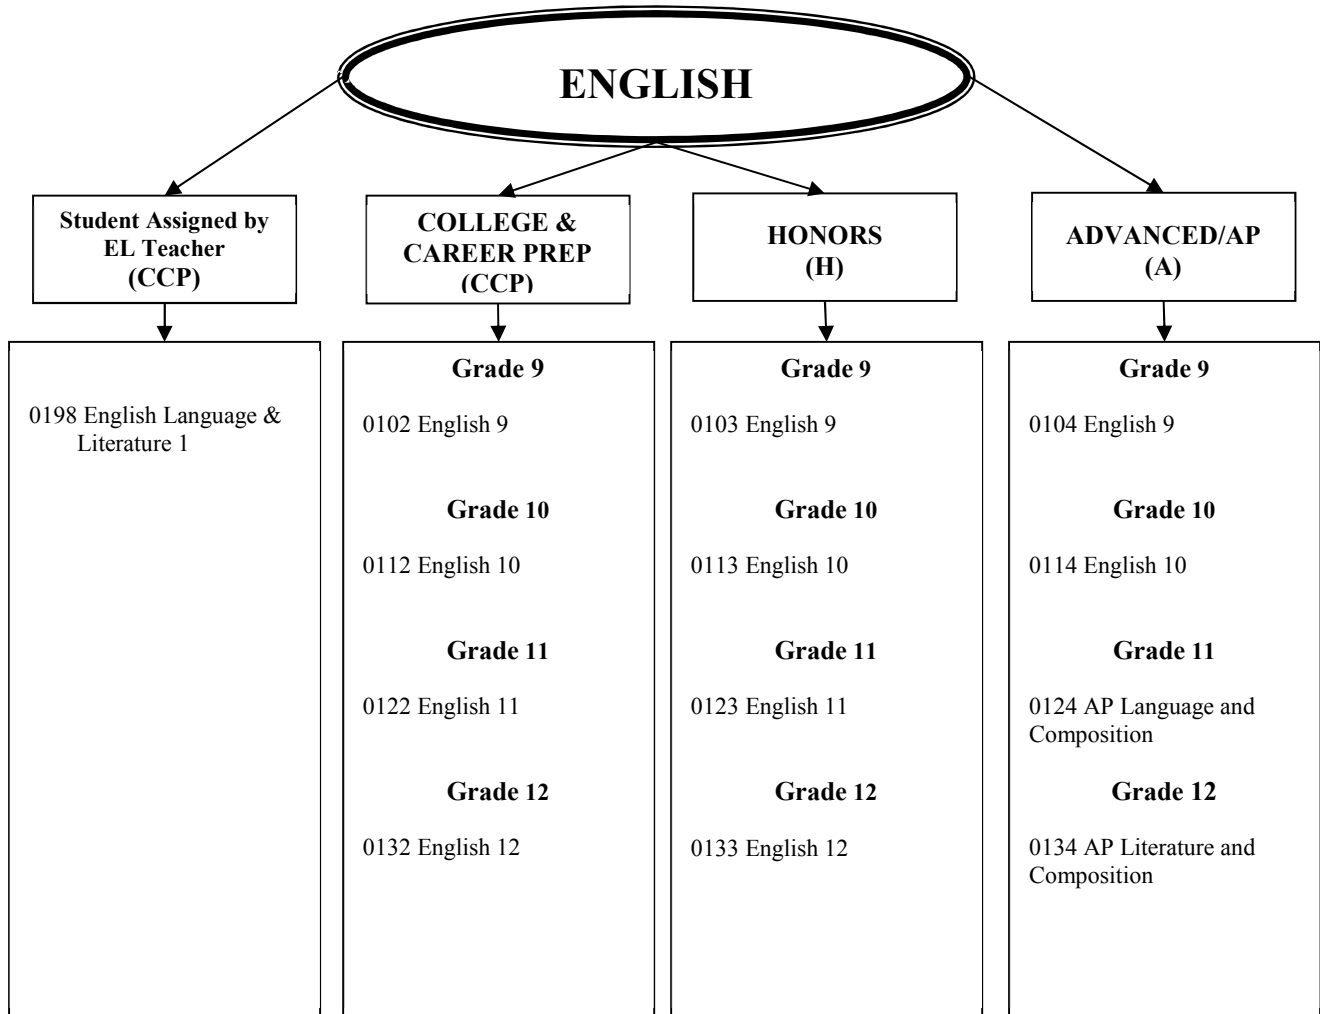 ENGLISH
Student Assigned by
EL Teacher
(CCP)
COLLEGE &
CAREER PREP
(CCP)
HONORS
(H)
ADVANCED/AP
(A)
0198 English Language &
Literature 1
Grade 9
0102 English 9
Grade 10
0112 English 10
Grade 11
0122 English 11
Grade 12
0132 English 12
Grade 9
0103 English 9
Grade 10
0113 English 10
Grade 11
0123 English 11
Grade 12
0133 English 12
Grade 9
0104 English 9
Grade 10
0114 English 10
Grade 11
0124 AP Language and
Composition
Grade 12
0134 AP Literature and
Composition